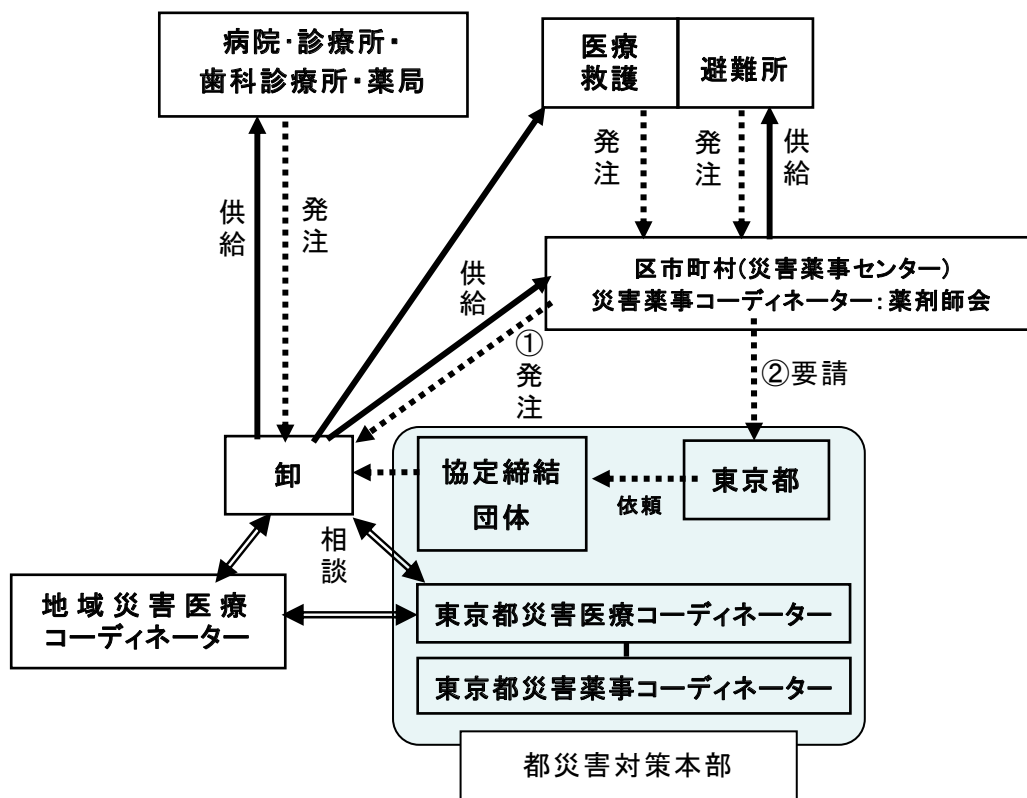 病院・診療所・
歯科診療所・薬局
医療
救護
避難所
供給
発注
発注
発注
供給
区市町村(災害薬事センター)
災害薬事コーディネーター：薬剤師会
供給
①発注
②要請
卸
協定締結
団体
依頼
東京都
相談
地域災害医療
コーディネーター
東京都災害医療コーディネーター
東京都災害薬事コーディネーター
都災害対策本部